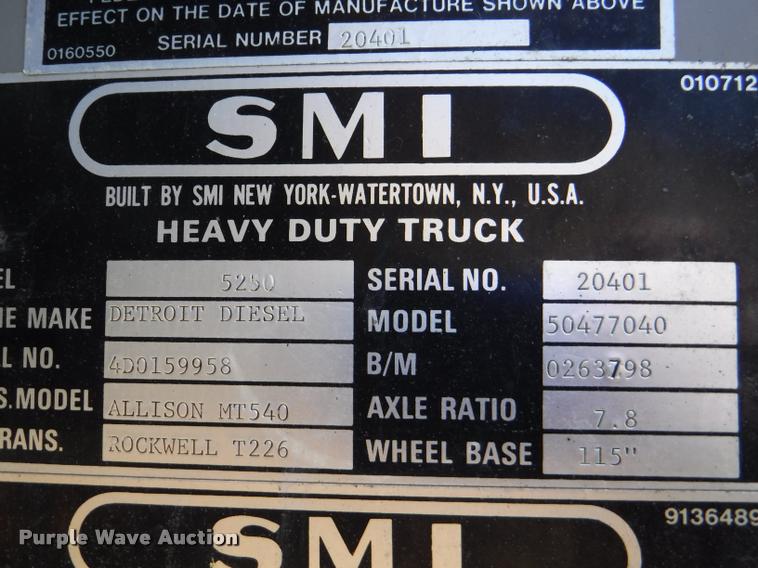 EFFECT ON THE DATE OF MANUFACTURE SHOWN ABOVE
0160550 SERIAL NUMBER 20401
010712
SMI
BUILT BY SMI NEW YORK-WATERTOWN, N.Y., U.S.A.
HEAVY DUTY TRUCK
EL 5250 SERIAL NO. 20401
NE MAKE DETROIT DIESEL MODEL 50477040
L NO. 4D0159958 B/M 0263798
S.MODEL ALLISON MT540 AXLE RATIO 7.8
RANS. ROCKWELL T226 WHEEL BASE 115"
9136489
SMI
Purple Wave Auction